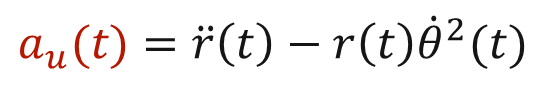 a_u(t) = r̈(t) − r(t)θ̇²(t)